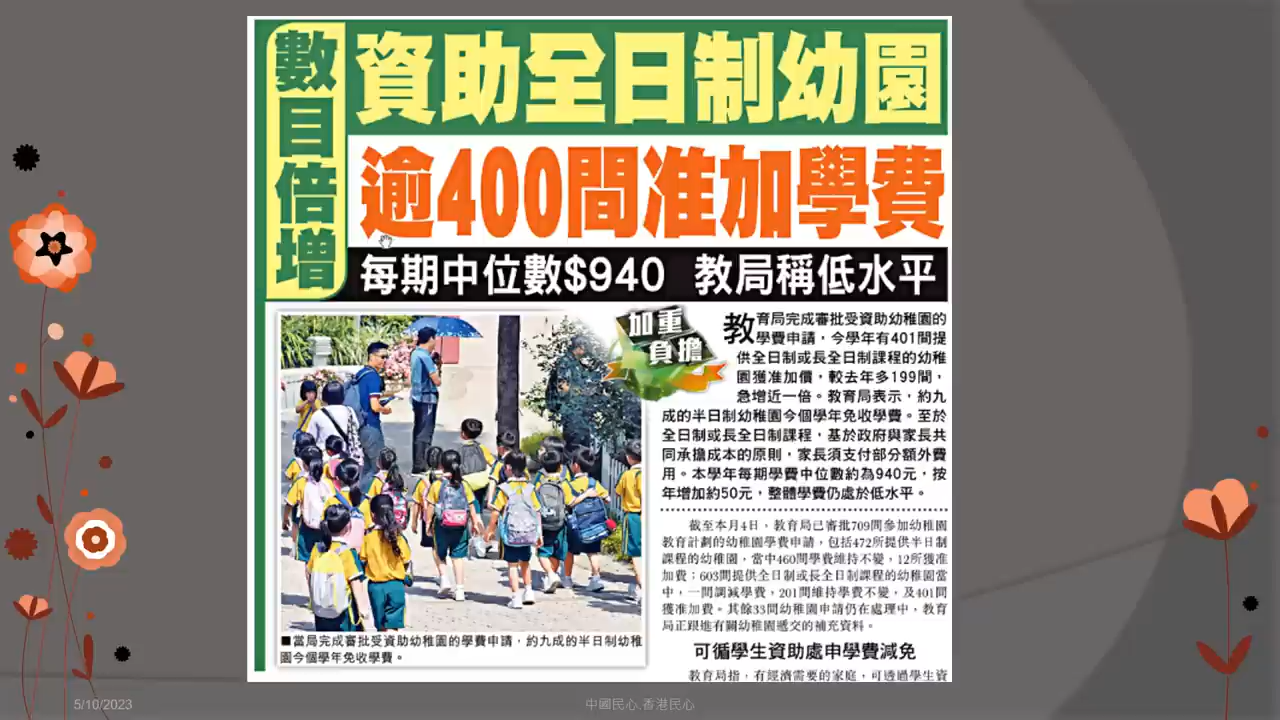 數目倍增
資助全日制幼園
逾400間准加學費
每期中位數$940 教局稱低水平
加重
負擔
教育局完成審批受資助幼稚園的
學費申請，今學年有401間提
供全日制或長全日制課程的幼稚
園獲准加價，較去年多199間，
急增近一倍。教育局表示，約九
成的半日制幼稚園今個學年免收學費。至於
全日制或長全日制課程，基於政府與家長共
同承擔成本的原則，家長須支付部分額外費
用。本學年每期學費中位數約為940元，按
年增加約50元，整體學費仍處於低水平。
截至本月4日，教育局已審批709間參加幼稚園
教育計劃的幼稚園學費申請，包括472所提供半日制
課程的幼稚園，當中460間學費維持不變，12所獲准
加費；603間提供全日制或長全日制課程的幼稚園當
中，一間調減學費，201間維持學費不變，及401間
獲准加費。其餘33間幼稚園申請仍在處理中，教育
局正跟進有關幼稚園遞交的補充資料。
可循學生資助處申學費減免
教育局指，有經濟需要的家庭，可透過學生資
■當局完成審批受資助幼稚園的學費申請，約九成的半日制幼稚
園今個學年免收學費。
5/10/2023
中國民心.香港民心